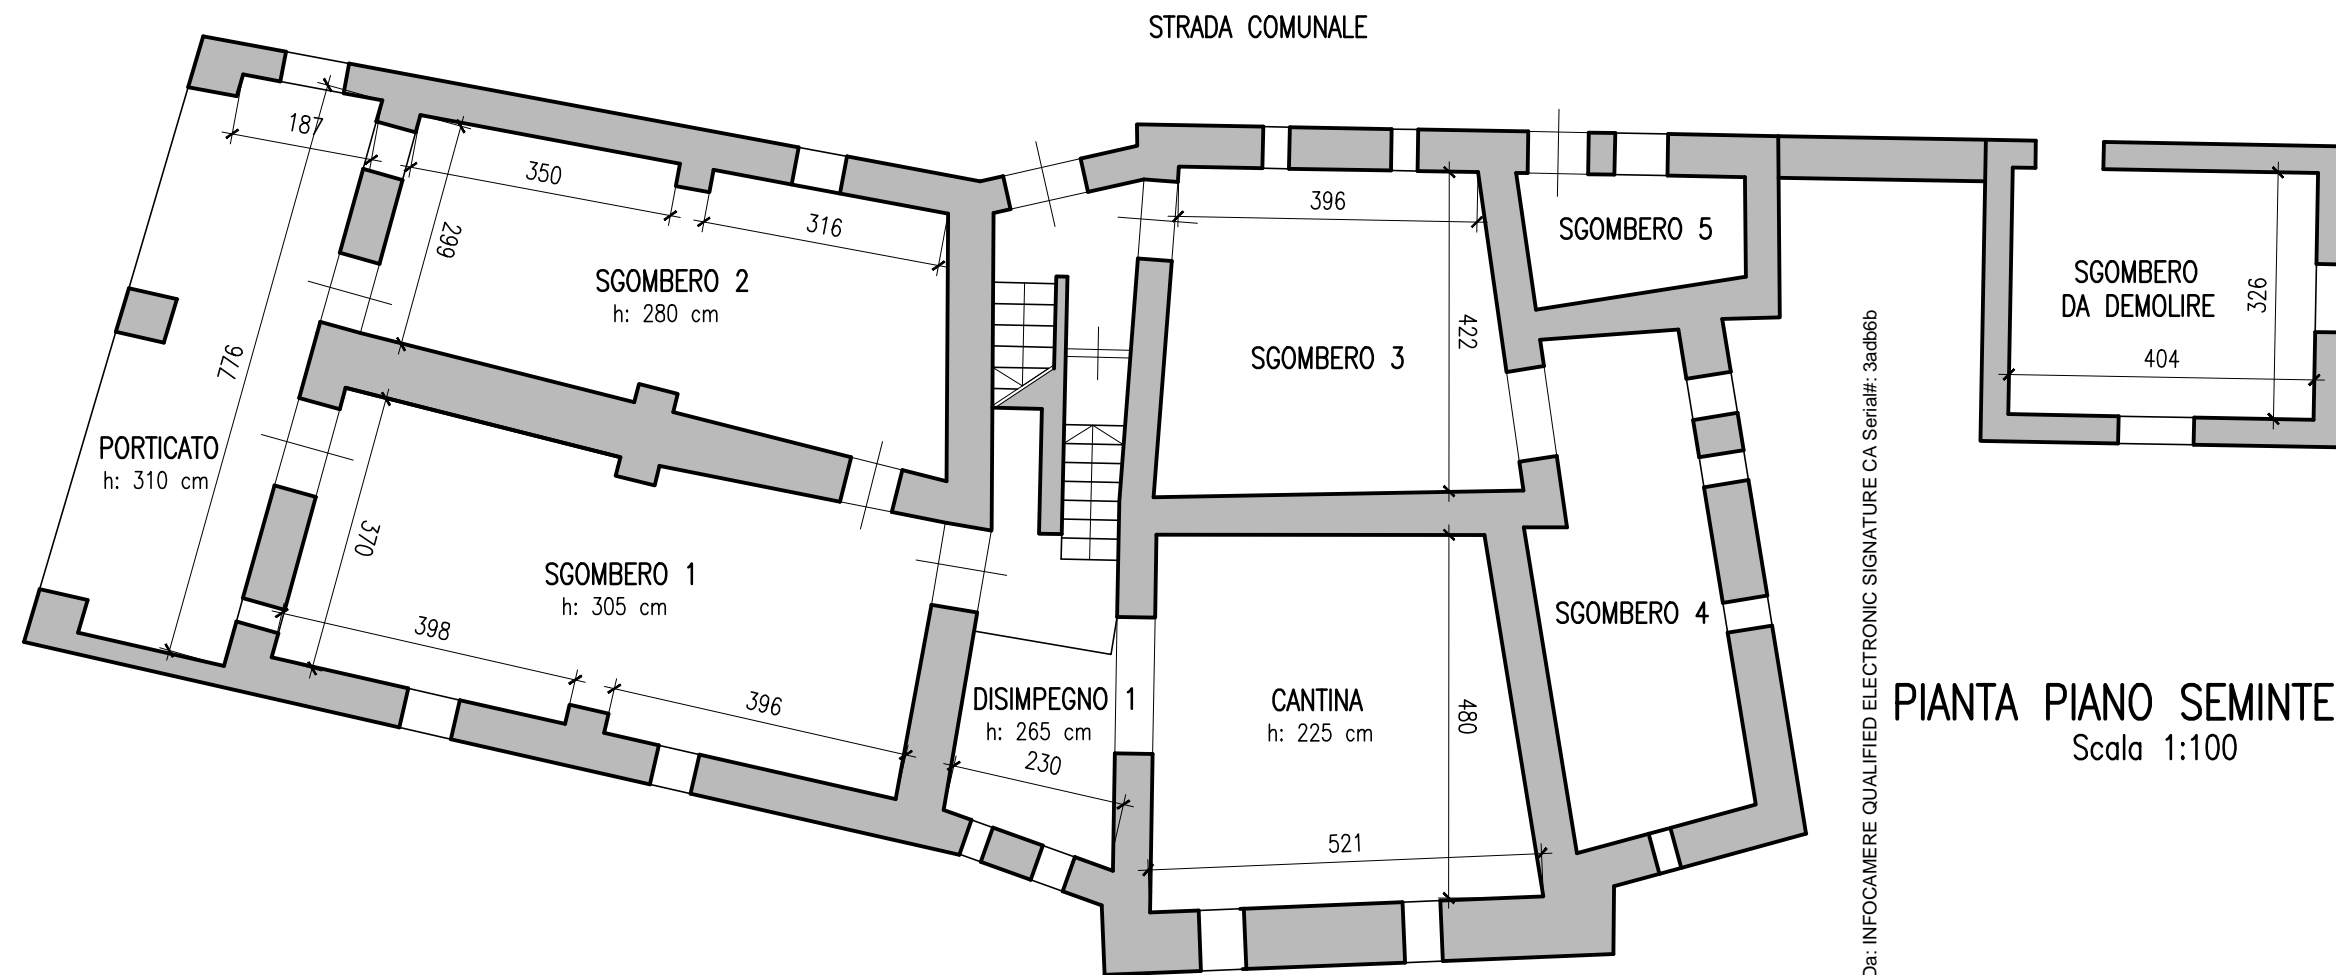 STRADA COMUNALE
187
350
316
299
SGOMBERO 2
h: 280 cm
776
PORTICATO
h: 310 cm
370
SGOMBERO 1
h: 305 cm
398
396
DISIMPEGNO 1
h: 265 cm
230
396
SGOMBERO 3
422
SGOMBERO 5
SGOMBERO 4
CANTINA
h: 225 cm
480
521
SGOMBERO
DA DEMOLIRE
326
404
Da: INFOCAMERE QUALIFIED ELECTRONIC SIGNATURE CA Serial#: 3adb6b
PIANTA PIANO SEMINTE
Scala 1:100